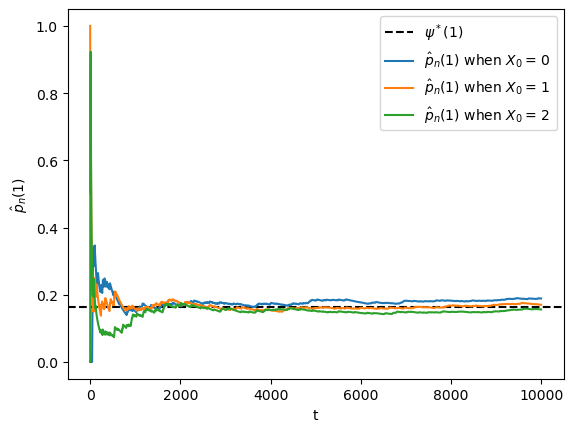 1.0
0.8
0.6
0.4
0.2
0.0
p̂ₙ(1)
0
2000
4000
6000
8000
10000
t
ψ*(1)
p̂ₙ(1) when X₀ = 0
p̂ₙ(1) when X₀ = 1
p̂ₙ(1) when X₀ = 2